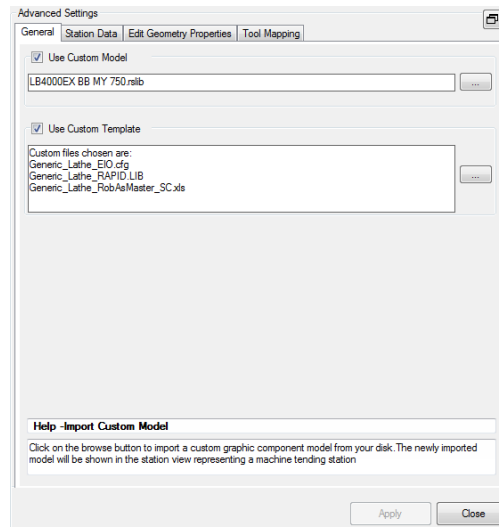 Advanced Settings
General Station Data Edit Geometry Properties Tool Mapping
Use Custom Model
LB4000EX BB MY 750.rslib
...
Use Custom Template
Custom files chosen are:
Generic_Lathe_EIO.cfg
Generic_Lathe_RAPID.LIB
Generic_Lathe_RobAsMaster_SC.xls
...
Help -Import Custom Model
Click on the browse button to import a custom graphic component model from your disk.The newly imported
model will be shown in the station view representing a machine tending station
Apply Close